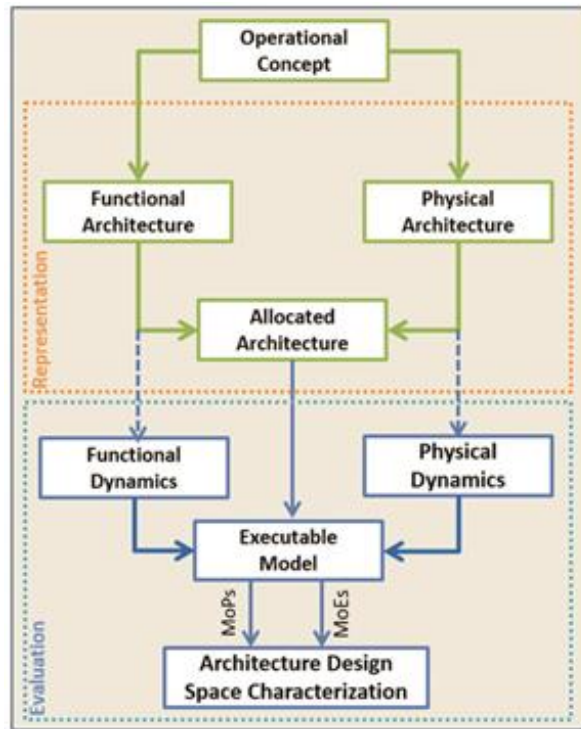 Operational
Concept
Functional
Architecture
Physical
Architecture
Representation
Allocated
Architecture
Functional
Dynamics
Physical
Dynamics
Executable
Model
MoPs
MoEs
Evaluation
Architecture Design
Space Characterization